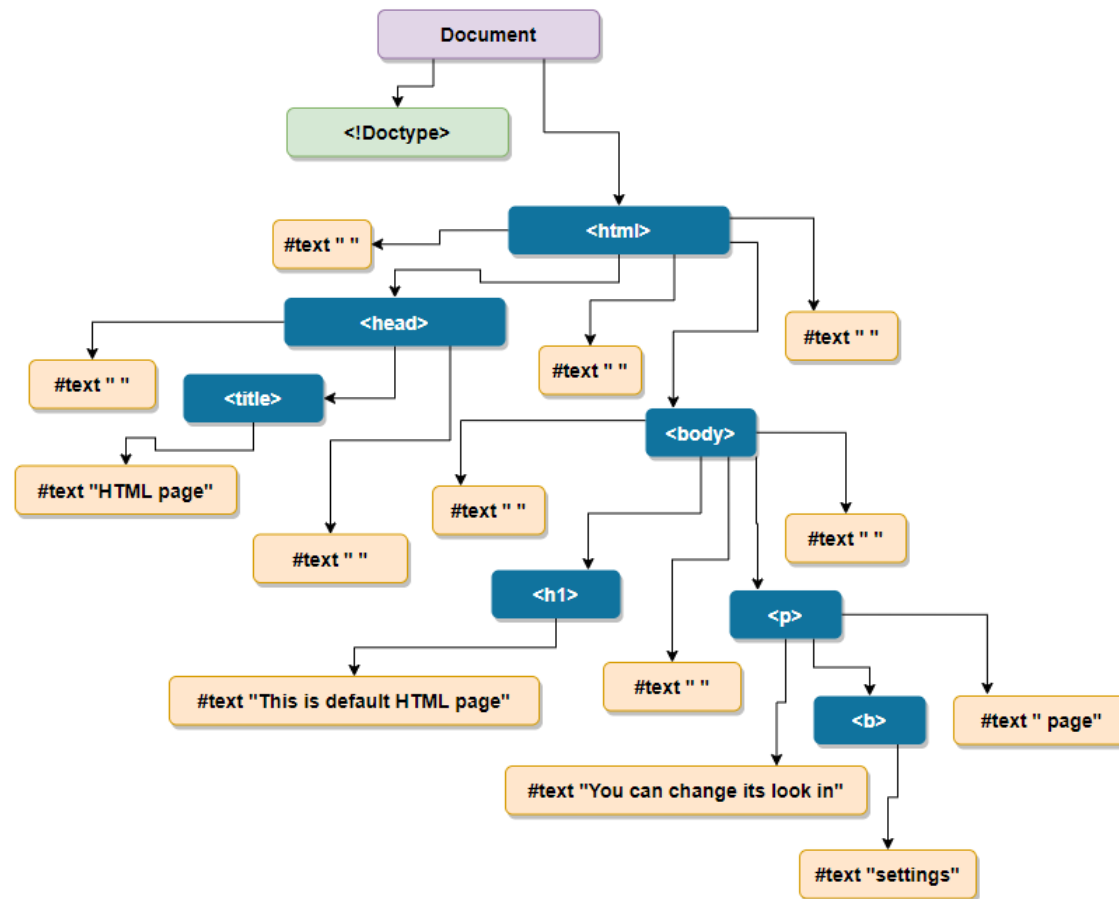 Document
<!Doctype>
<html>
#text " "
<head>
#text " "
#text " "
#text " "
<title>
<body>
#text "HTML page"
#text " "
#text " "
#text " "
<h1>
<p>
#text "This is default HTML page"
#text " "
<b>
#text " page"
#text "You can change its look in"
#text "settings"